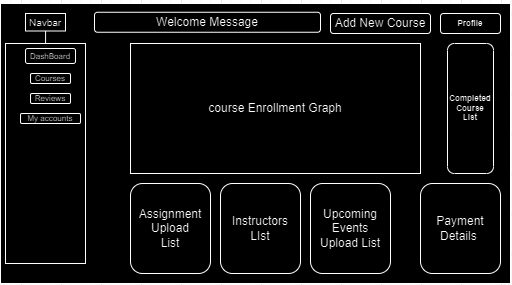 Navbar
Welcome Message
Add New Course
Profile
DashBoard
Courses
Reviews
My accounts
course Enrollment Graph
Completed
Course
List
Assignment
Upload
List
Instructors
LIst
Upcoming
Events
Upload List
Payment
Details